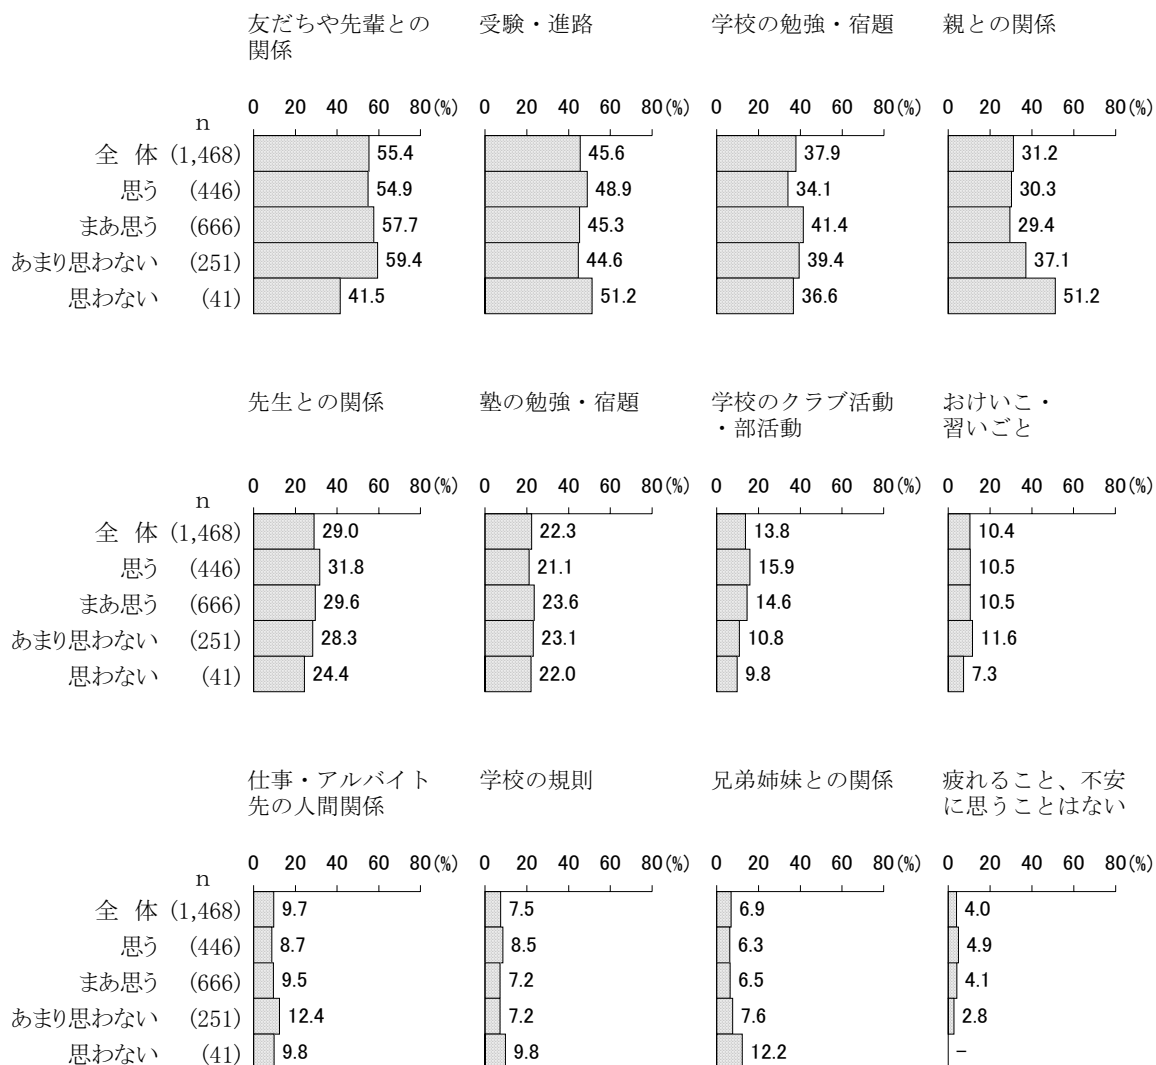 友だちや先輩との 受験・進路 学校の勉強・宿題 親との関係
関係
0 20 40 60 80(%) 0 20 40 60 80(%) 0 20 40 60 80(%) 0 20 40 60 80(%)
n
全 体 (1,468) 55.4 45.6 37.9 31.2
思う (446) 54.9 48.9 34.1 30.3
まあ思う (666) 57.7 45.3 41.4 29.4
あまり思わない (251) 59.4 44.6 39.4 37.1
思わない (41) 41.5 51.2 36.6 51.2
先生との関係 塾の勉強・宿題 学校のクラブ活動 おけいこ・
・部活動 習いごと
0 20 40 60 80(%) 0 20 40 60 80(%) 0 20 40 60 80(%) 0 20 40 60 80(%)
n
全 体 (1,468) 29.0 22.3 13.8 10.4
思う (446) 31.8 21.1 15.9 10.5
まあ思う (666) 29.6 23.6 14.6 10.5
あまり思わない (251) 28.3 23.1 10.8 11.6
思わない (41) 24.4 22.0 9.8 7.3
仕事・アルバイト 学校の規則 兄弟姉妹との関係 疲れること、不安
先の人間関係 に思うことはない
0 20 40 60 80(%) 0 20 40 60 80(%) 0 20 40 60 80(%) 0 20 40 60 80(%)
n
全 体 (1,468) 9.7 7.5 6.9 4.0
思う (446) 8.7 8.5 6.3 4.9
まあ思う (666) 9.5 7.2 6.5 4.1
あまり思わない (251) 12.4 7.2 7.6 2.8
思わない (41) 9.8 9.8 12.2 -